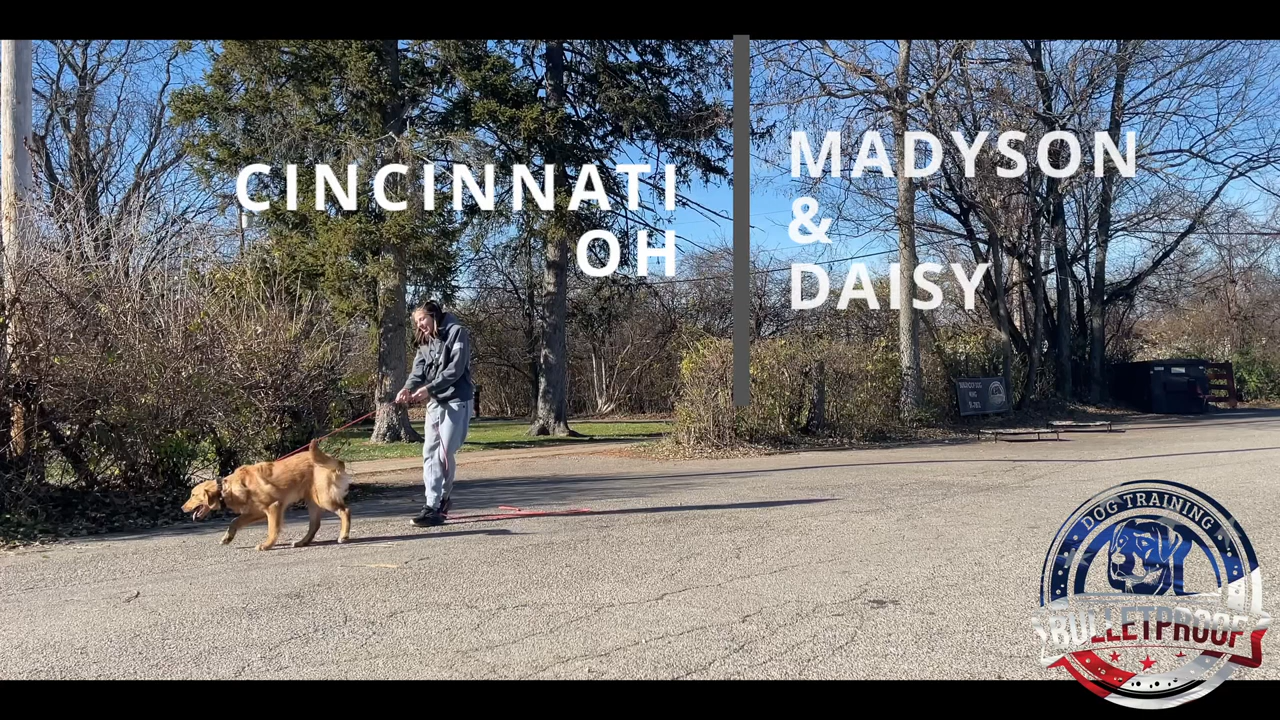 CINCINNATI
OH
MADYSON
&
DAISY
DOG TRAINING
BULLETPROOF